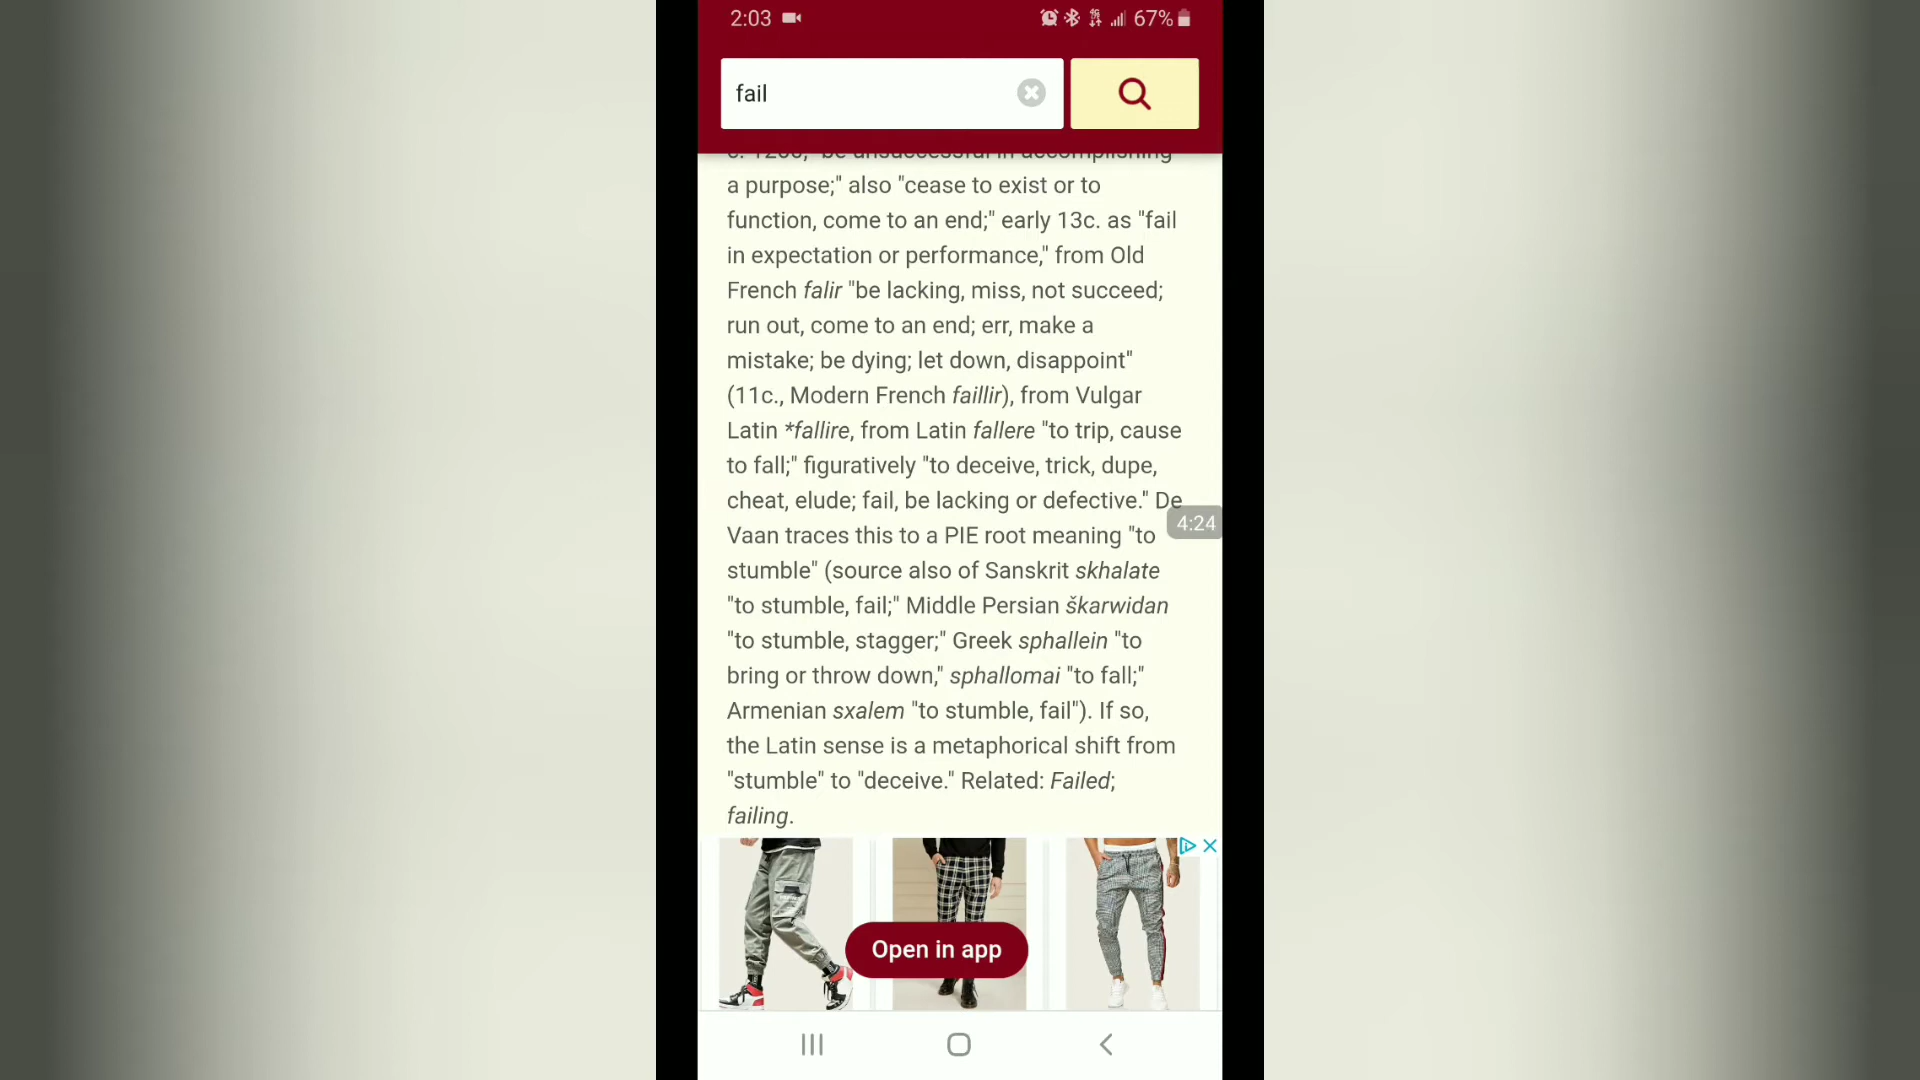 2:03
67%
fail
c. 1200, "be unsuccessful in accomplishing
a purpose;" also "cease to exist or to
function, come to an end;" early 13c. as "fail
in expectation or performance," from Old
French falir "be lacking, miss, not succeed;
run out, come to an end; err, make a
mistake; be dying; let down, disappoint"
(11c., Modern French faillir), from Vulgar
Latin *fallire, from Latin fallere "to trip, cause
to fall;" figuratively "to deceive, trick, dupe,
cheat, elude; fail, be lacking or defective." De
4:24
Vaan traces this to a PIE root meaning "to
stumble" (source also of Sanskrit skhalate
"to stumble, fail;" Middle Persian škarwidan
"to stumble, stagger;" Greek sphallein "to
bring or throw down," sphallomai "to fall;"
Armenian sxalem "to stumble, fail"). If so,
the Latin sense is a metaphorical shift from
"stumble" to "deceive." Related: Failed;
failing.
Open in app